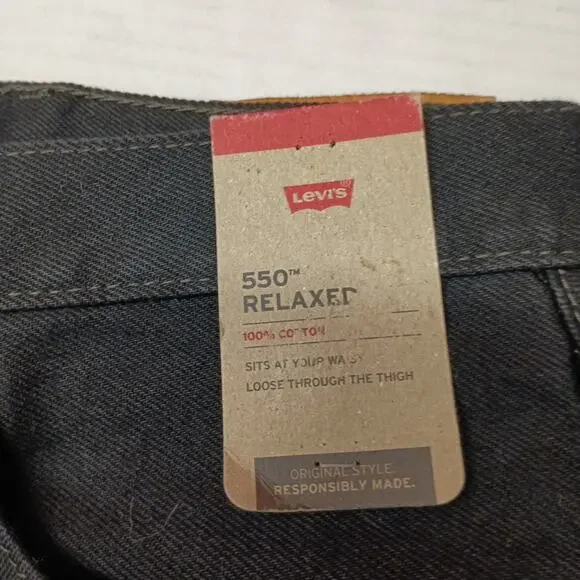 Levi's
550™
RELAXED
100% COTTON
SITS AT YOUR WAIST
LOOSE THROUGH THE THIGH
ORIGINAL STYLE.
RESPONSIBLY MADE.